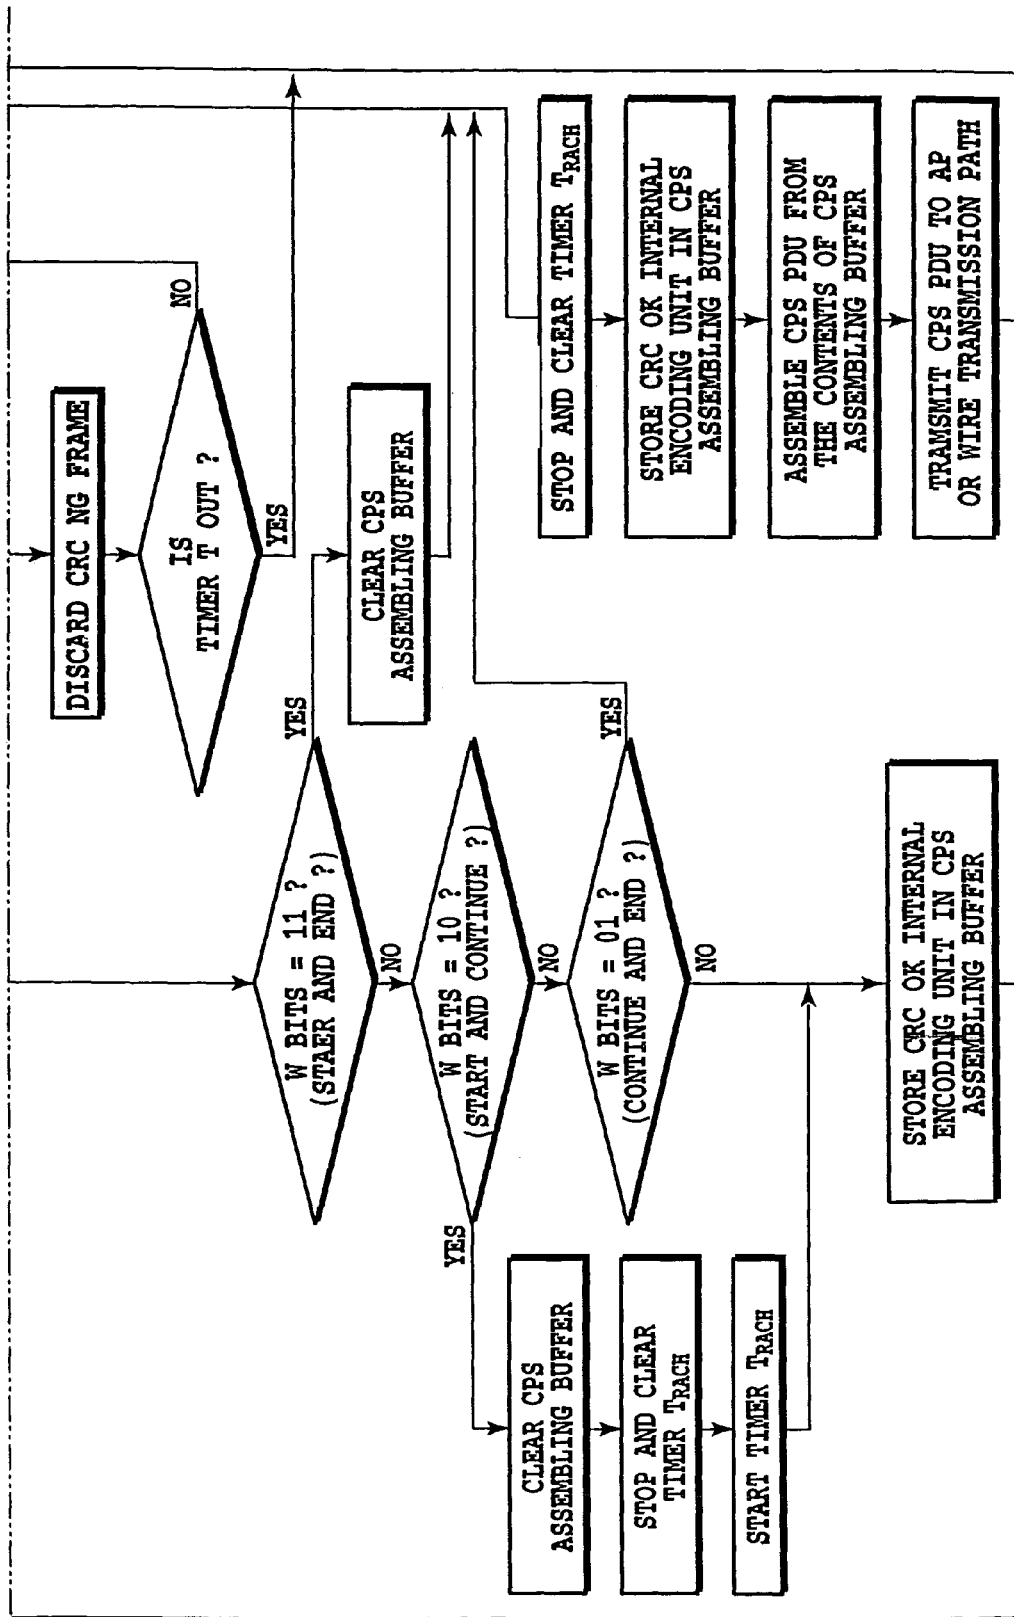 DISCARD CRC NG FRAME
IS
TIMER T OUT ?
NO
YES
W BITS = 11 ?
(STAER AND END ?)
YES
NO
CLEAR CPS
ASSEMBLING BUFFER
W BITS = 10 ?
(START AND CONTINUE ?)
YES
NO
W BITS = 01 ?
(CONTINUE AND END ?)
YES
NO
CLEAR CPS
ASSEMBLING BUFFER
STOP AND CLEAR
TIMER TRACH
START TIMER TRACH
STORE CRC OK INTERNAL
ENCODING UNIT IN CPS
ASSEMBLING BUFFER
STOP AND CLEAR TIMER TRACH
STORE CRC OK INTERNAL
ENCODING UNIT IN CPS
ASSEMBLING BUFFER
ASSEMBLE CPS PDU FROM
THE CONTENTS OF CPS
ASSEMBLING BUFFER
TRAMSMIT CPS PDU TO AP
OR WIRE TRANSMISSION PATH